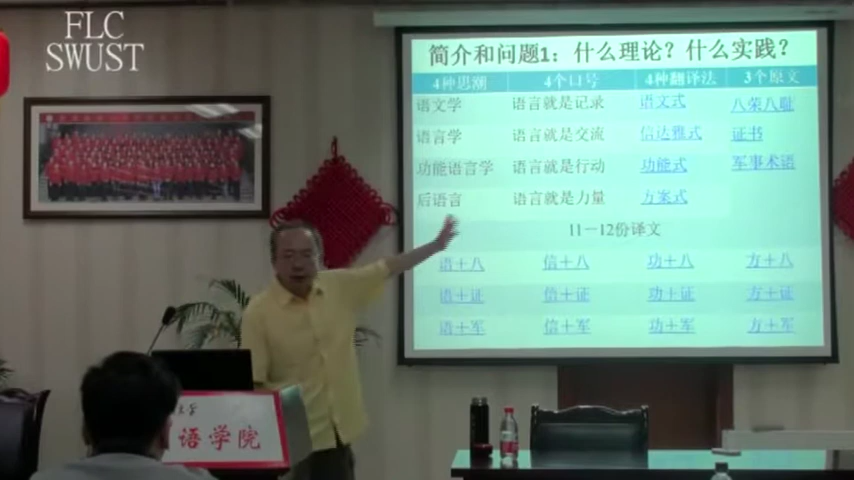 FLC
SWUST
简介和问题1：什么理论？什么实践？
4种思潮 4个口号 4种翻译法 3个原文
语文学 语言就是记录 语文式 八荣八耻
语言学 语言就是交流 信达雅式 证书
功能语言学 语言就是行动 功能式 军事术语
后语言 语言就是力量 方案式
11－12份译文
语＋八 信＋八 功＋八 方＋八
语＋证 信＋证 功＋证 方＋证
语＋军 信＋军 功＋军 方＋军
语学院